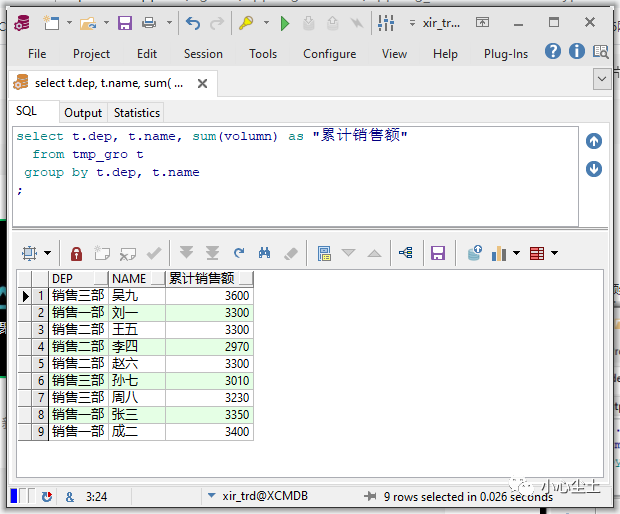 xir_trd...
File Project Session Tools Configure View Help... Plug-Ins
select t.dep, t.name, sum( ...
SQL Output Statistics
select t.dep, t.name, sum(volumn) as "累计销售额"
from tmp_gro t
group by t.dep, t.name
;
DEP NAME 累计销售额
1 销售三部 吴九 3600
2 销售一部 刘一 3300
3 销售二部 王五 3300
4 销售二部 李四 2970
5 销售二部 赵六 3300
6 销售三部 孙七 3010
7 销售三部 周八 3230
8 销售一部 张三 3350
9 销售一部 成二 3400
& 3:24 xir_trd@XCMDB 9 rows selected in 0.026 seconds
小心尘土